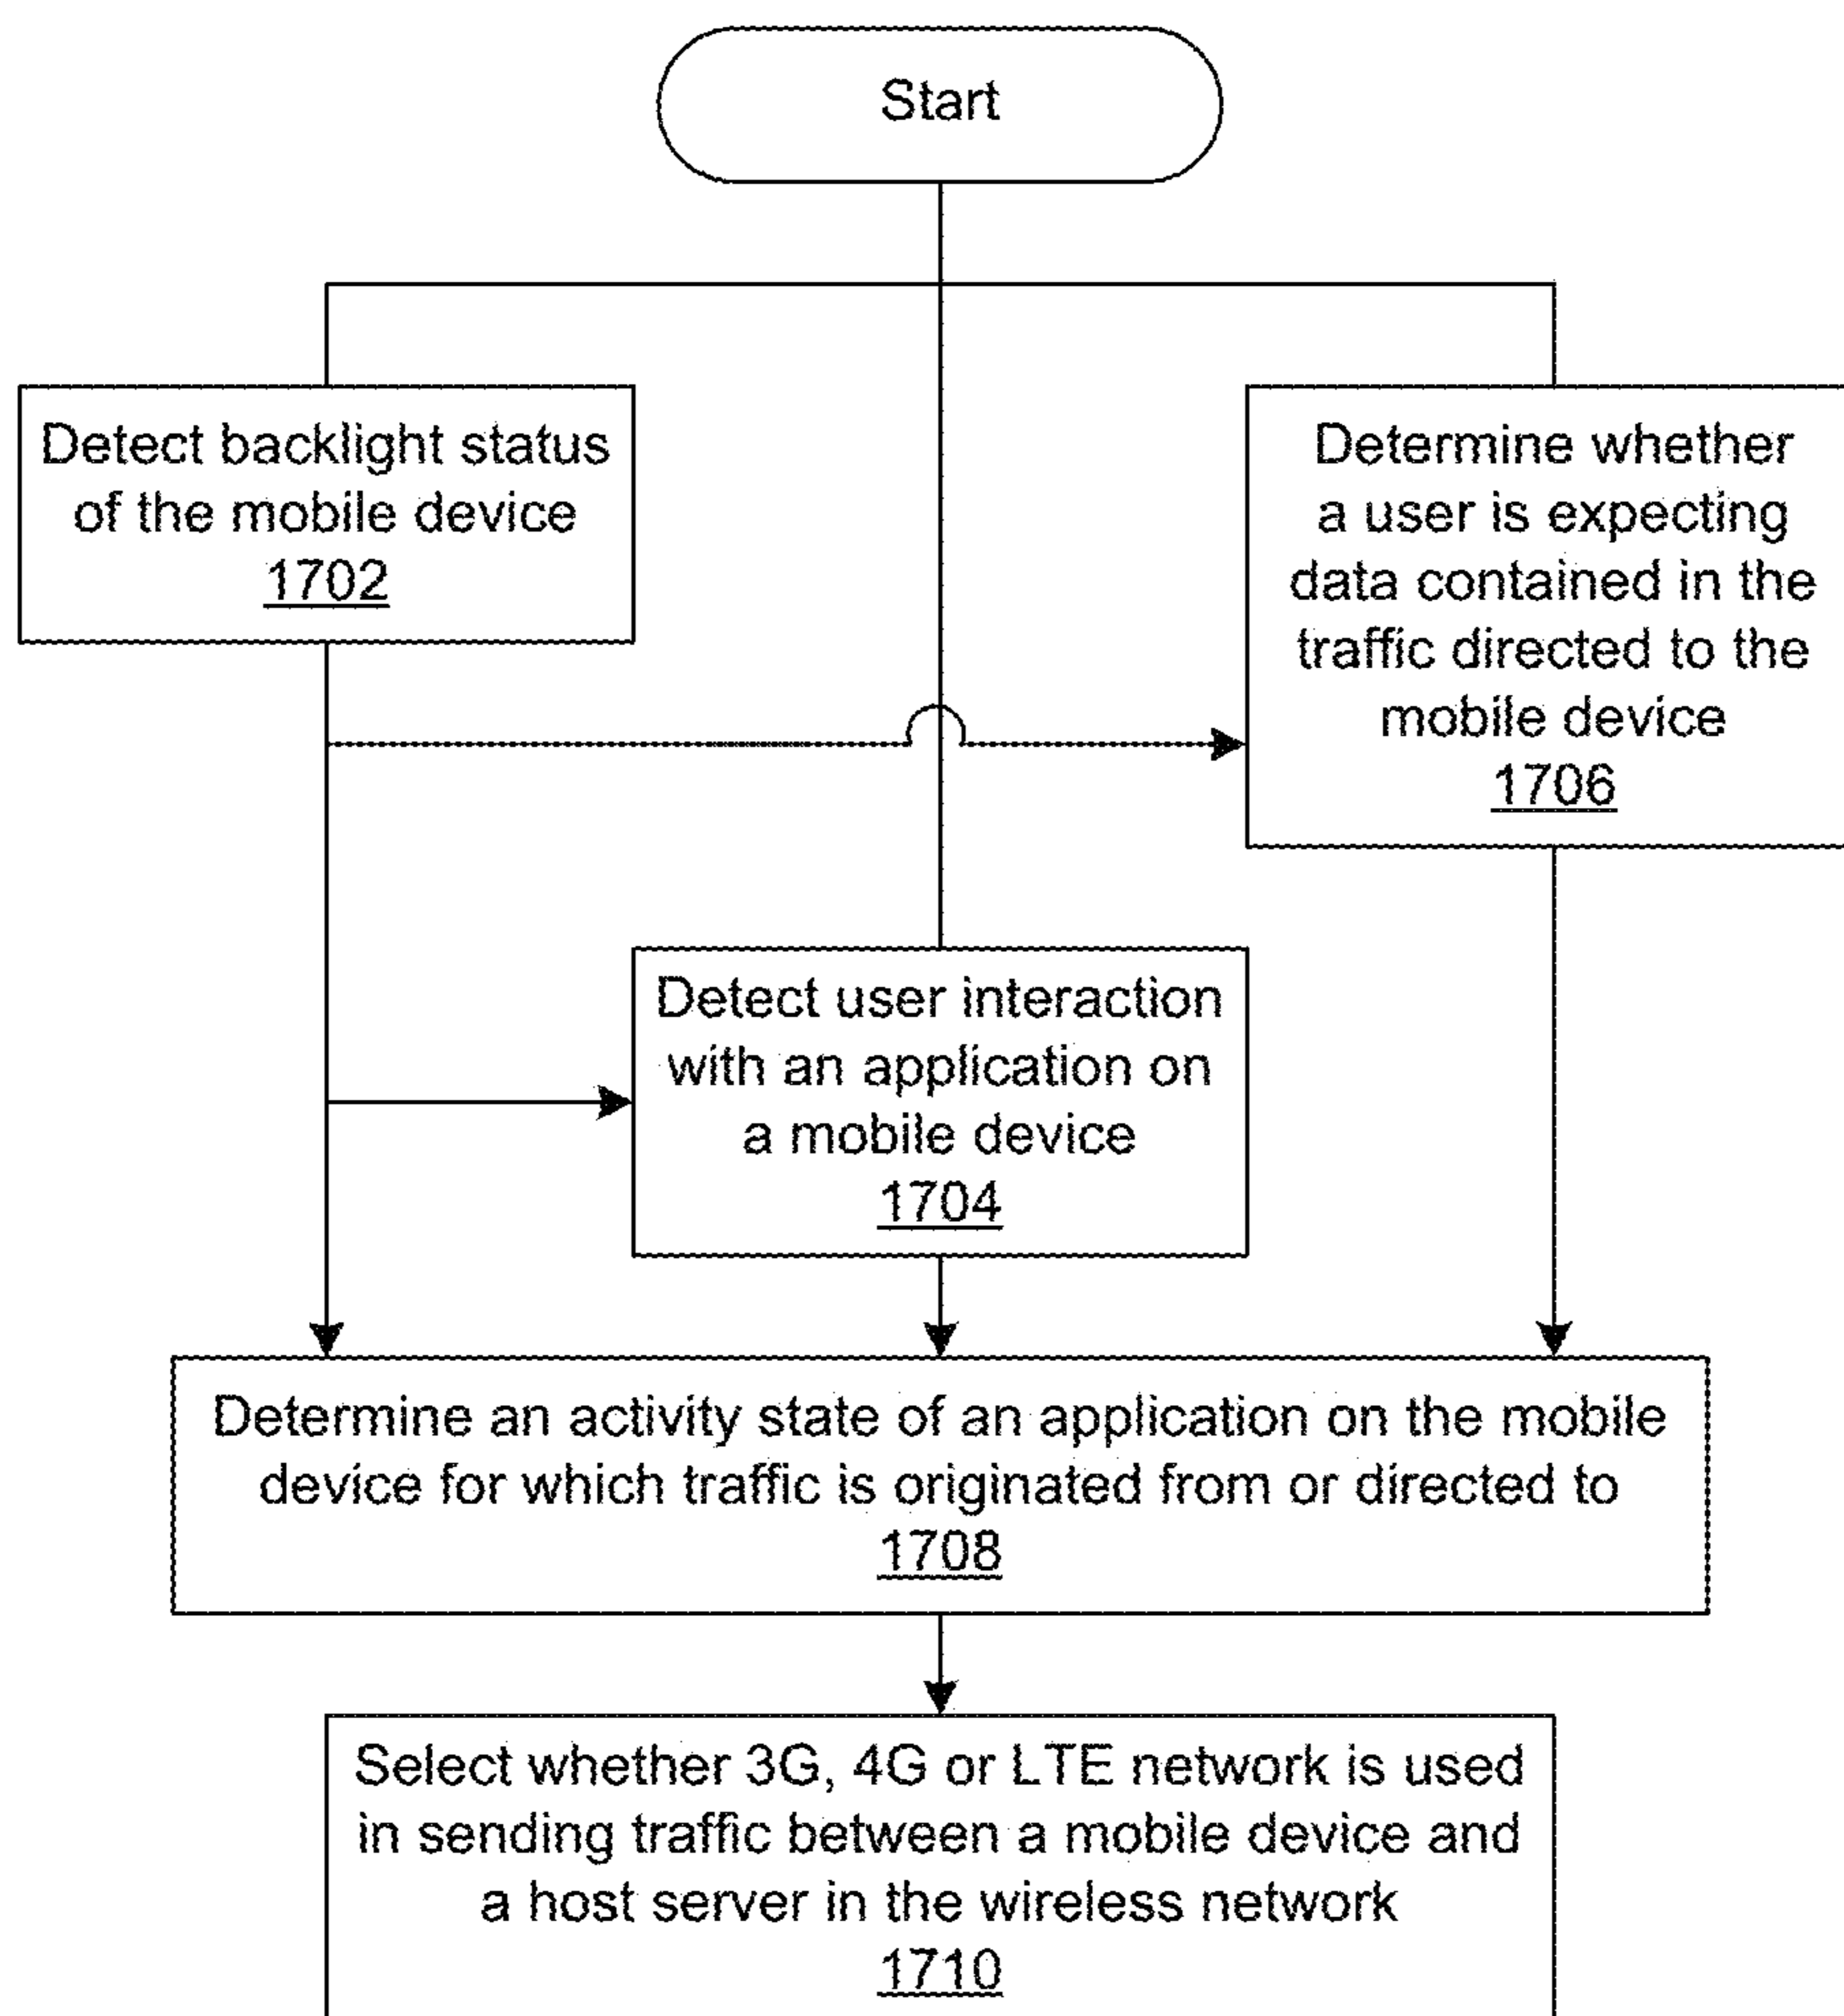 Start
Detect backlight status
of the mobile device
1702
Determine whether
a user is expecting
data contained in the
traffic directed to the
mobile device
1706
Detect user interaction
with an application on
a mobile device
1704
Determine an activity state of an application on the mobile
device for which traffic is originated from or directed to
1708
Select whether 3G, 4G or LTE network is used
in sending traffic between a mobile device and
a host server in the wireless network
1710